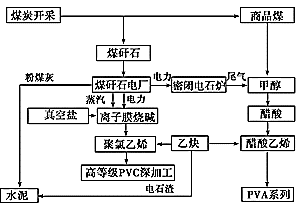 煤炭开采
商品煤
煤矸石
粉煤灰
煤矸石电厂
电力
密闭电石炉
尾气
甲醇
蒸汽
电力
真空盐
离子膜烧碱
醋酸
聚氯乙烯
乙炔
醋酸乙烯
高等级PVC深加工
电石渣
水泥
PVA系列